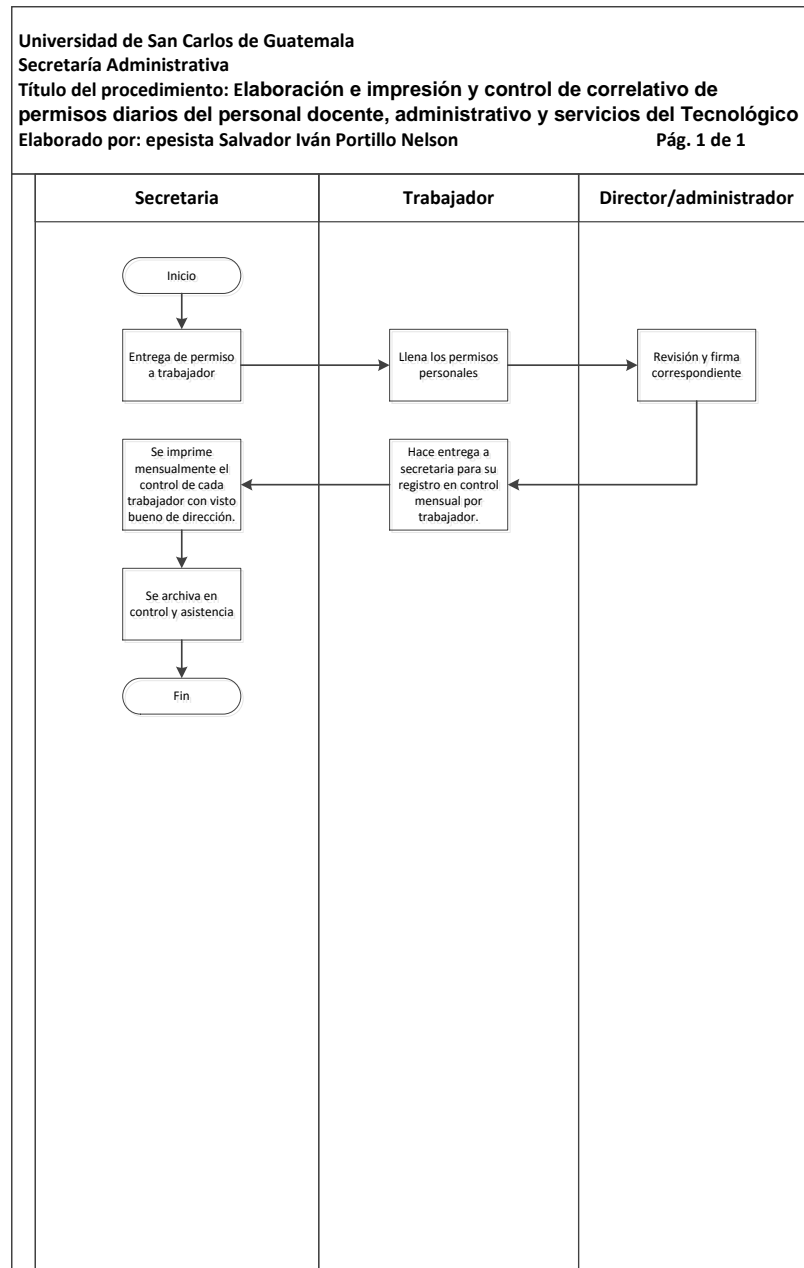 Universidad de San Carlos de Guatemala
Secretaría Administrativa
Título del procedimiento: Elaboración e impresión y control de correlativo de
permisos diarios del personal docente, administrativo y servicios del Tecnológico
Elaborado por: epesista Salvador Iván Portillo Nelson Pág. 1 de 1
Secretaria Trabajador Director/administrador
Inicio
Entrega de permiso
a trabajador
Llena los permisos
personales
Revisión y firma
correspondiente
Se imprime
mensualmente el
control de cada
trabajador con visto
bueno de dirección.
Hace entrega a
secretaria para su
registro en control
mensual por
trabajador.
Se archiva en
control y asistencia
Fin